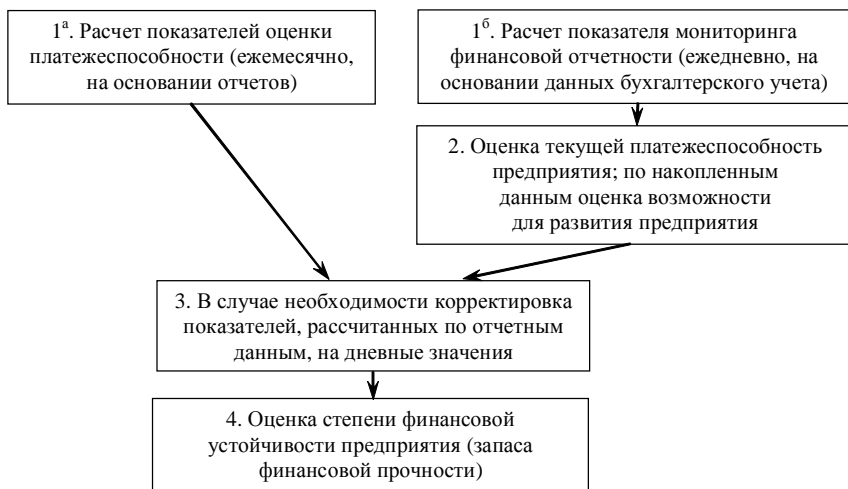 1ᵃ. Расчет показателей оценки
платежеспособности (ежемесячно,
на основании отчетов)
1ᵇ. Расчет показателя мониторинга
финансовой отчетности (ежедневно, на
основании данных бухгалтерского учета)
2. Оценка текущей платежеспособность
предприятия; по накопленным
данным оценка возможности
для развития предприятия
3. В случае необходимости корректировка
показателей, рассчитанных по отчетным
данным, на дневные значения
4. Оценка степени финансовой
устойчивости предприятия (запаса
финансовой прочности)